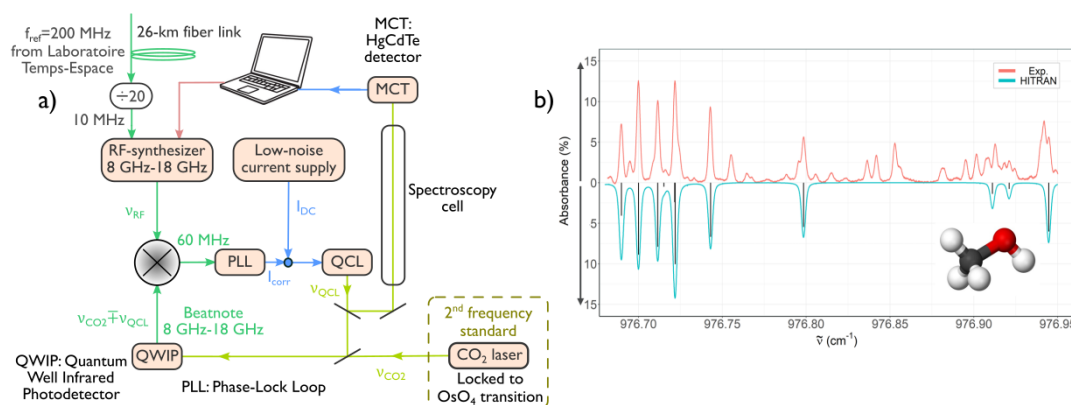 a)
f_ref=200 MHz
from Laboratoire
Temps-Espace
26-km fiber link
÷20
10 MHz
RF-synthesizer
8 GHz-18 GHz
Low-noise
current supply
MCT:
HgCdTe
detector
MCT
Spectroscopy
cell
ν_RF
I_DC
60 MHz
PLL
I_corr
QCL
ν_QCL
ν_CO2∓ν_QCL
Beatnote
8 GHz-18 GHz
QWIP: Quantum
Well Infrared
Photodetector
QWIP
PLL: Phase-Lock Loop
ν_CO2
2nd frequency
standard
CO2 laser
Locked to
OsO4 transition
b)
Exp.
HITRAN
Absorbance (%)
15
10
5
0
5
10
15
976.70
976.75
976.80
976.85
976.90
976.95
ṽ (cm⁻¹)